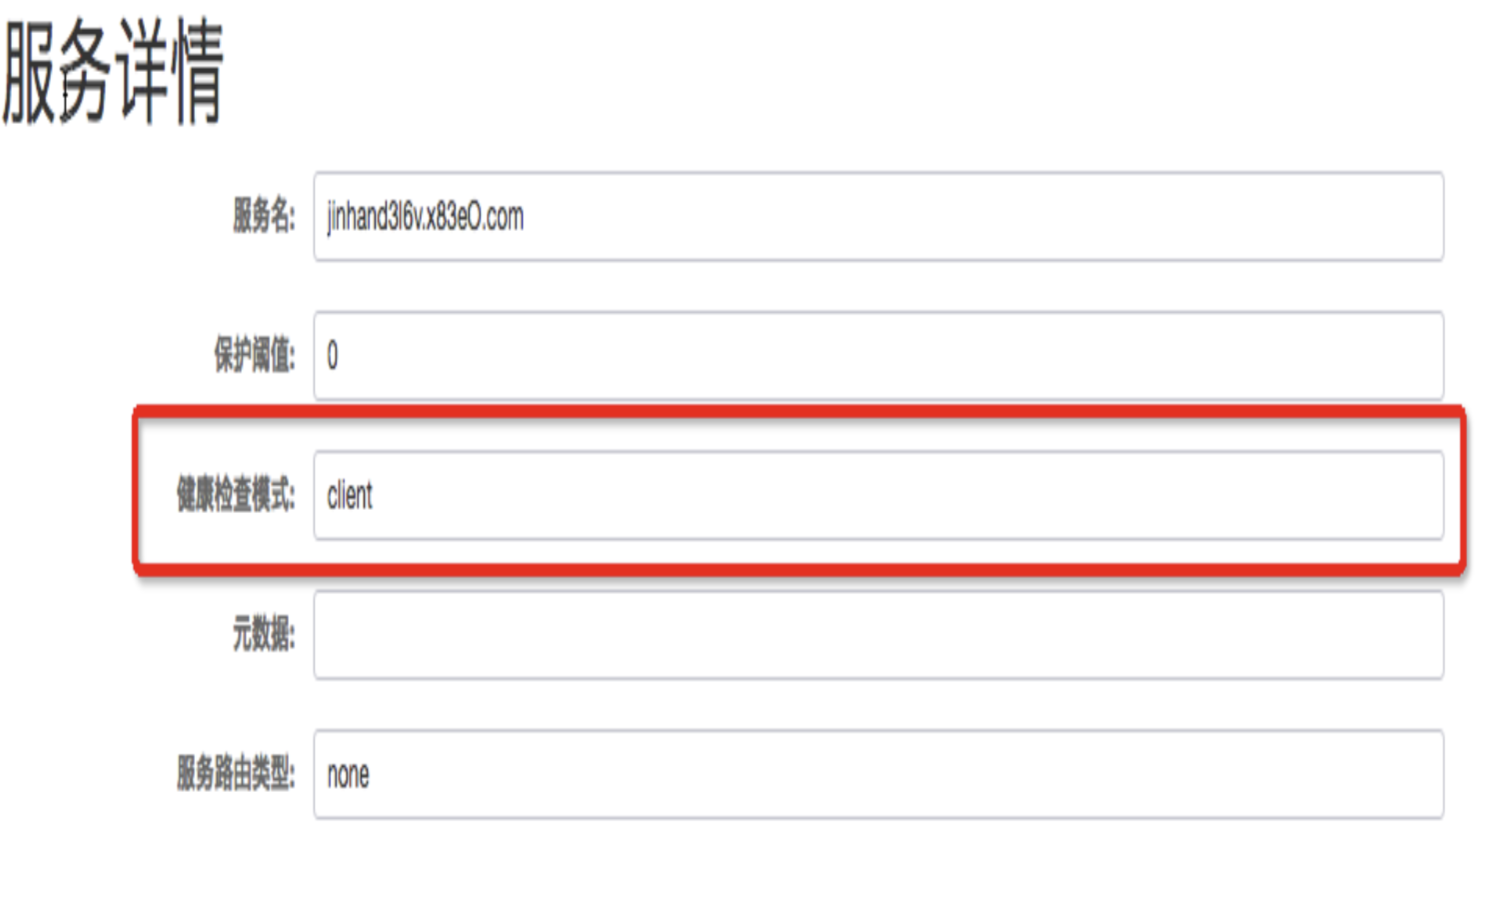 服务详情
服务名: jinhand3l6v.x83eO.com
保护阈值: 0
健康检查模式: client
元数据:
服务路由类型: none